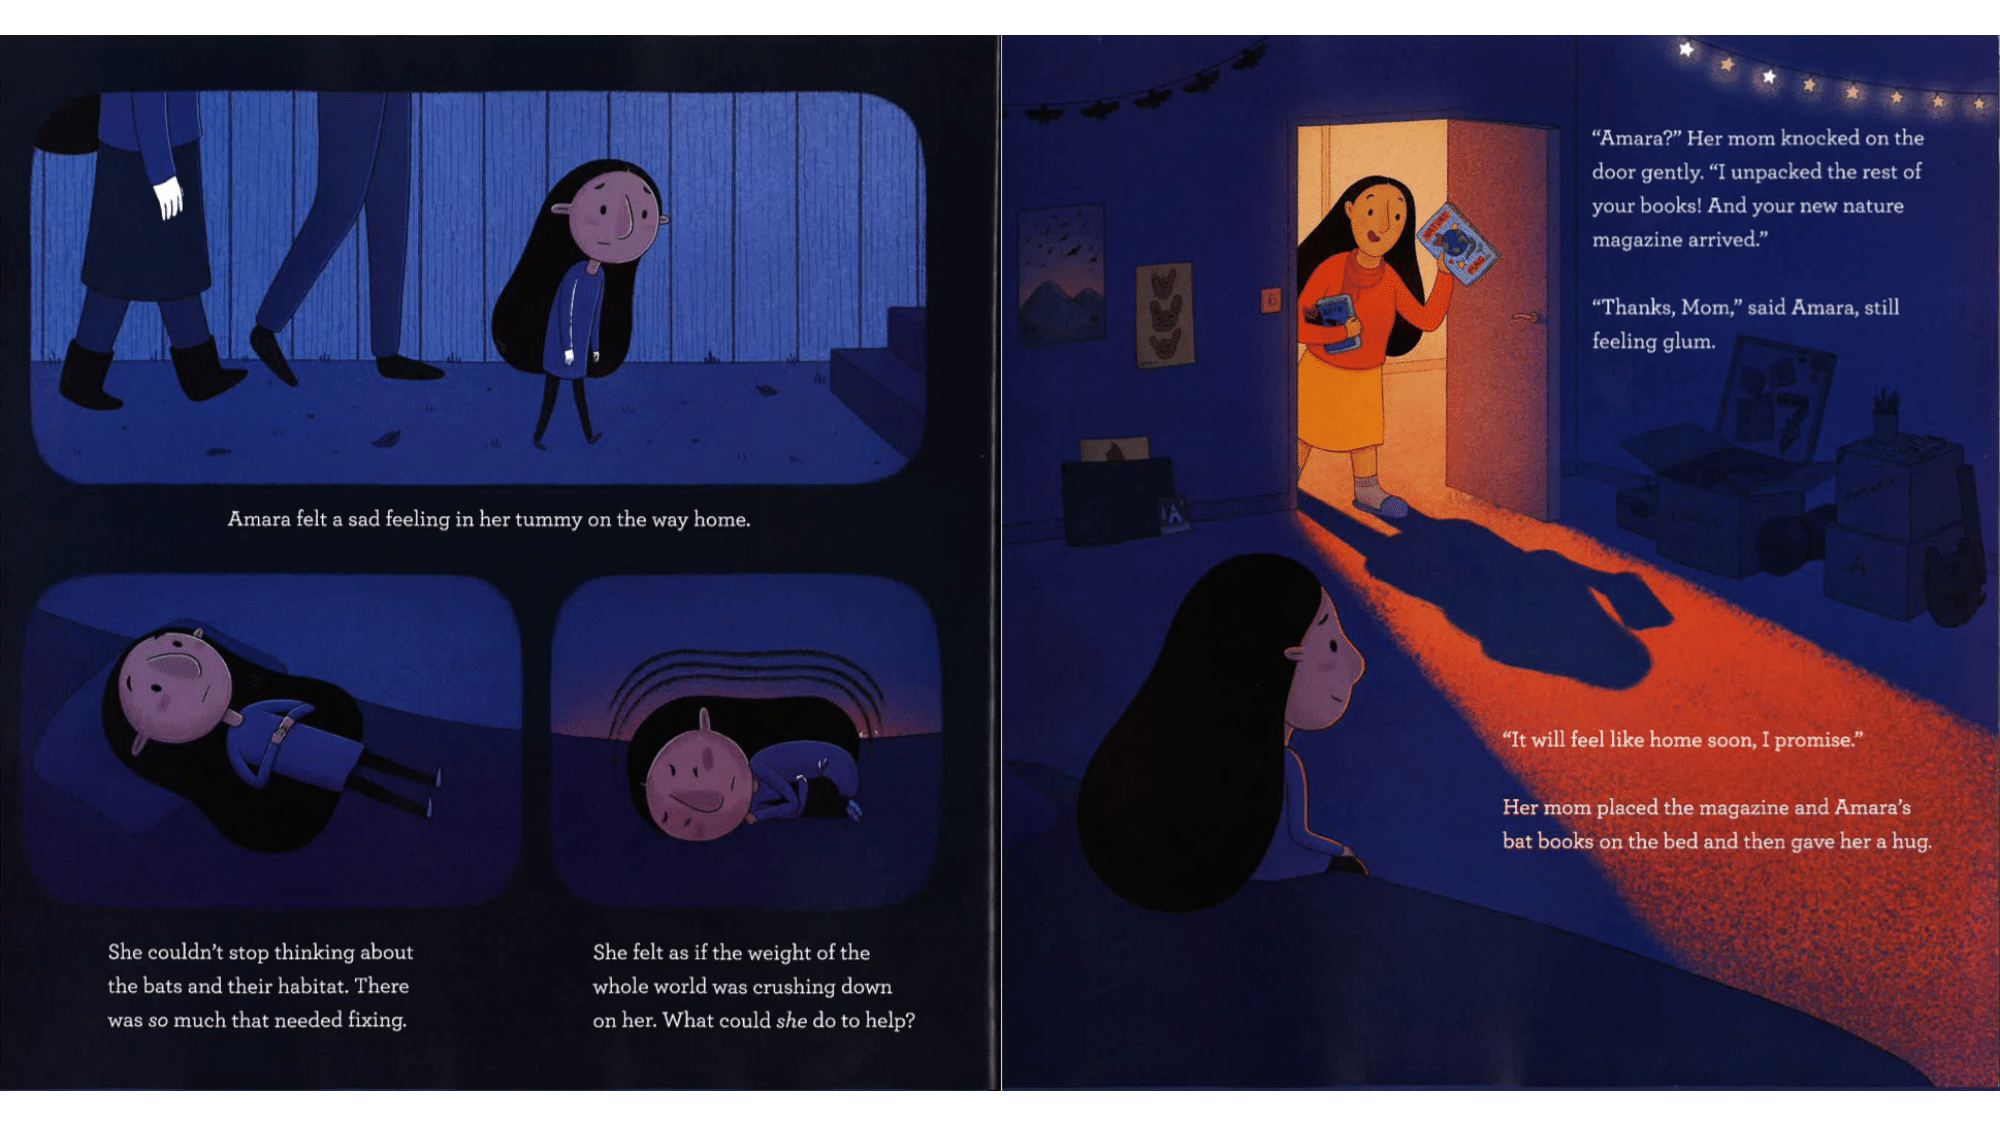 Amara felt a sad feeling in her tummy on the way home.
She couldn’t stop thinking about
the bats and their habitat. There
was so much that needed fixing.
She felt as if the weight of the
whole world was crushing down
on her. What could she do to help?
“Amara?” Her mom knocked on the
door gently. “I unpacked the rest of
your books! And your new nature
magazine arrived.”
“Thanks, Mom,” said Amara, still
feeling glum.
“It will feel like home soon, I promise.”
Her mom placed the magazine and Amara’s
bat books on the bed and then gave her a hug.
NATURE
A
A